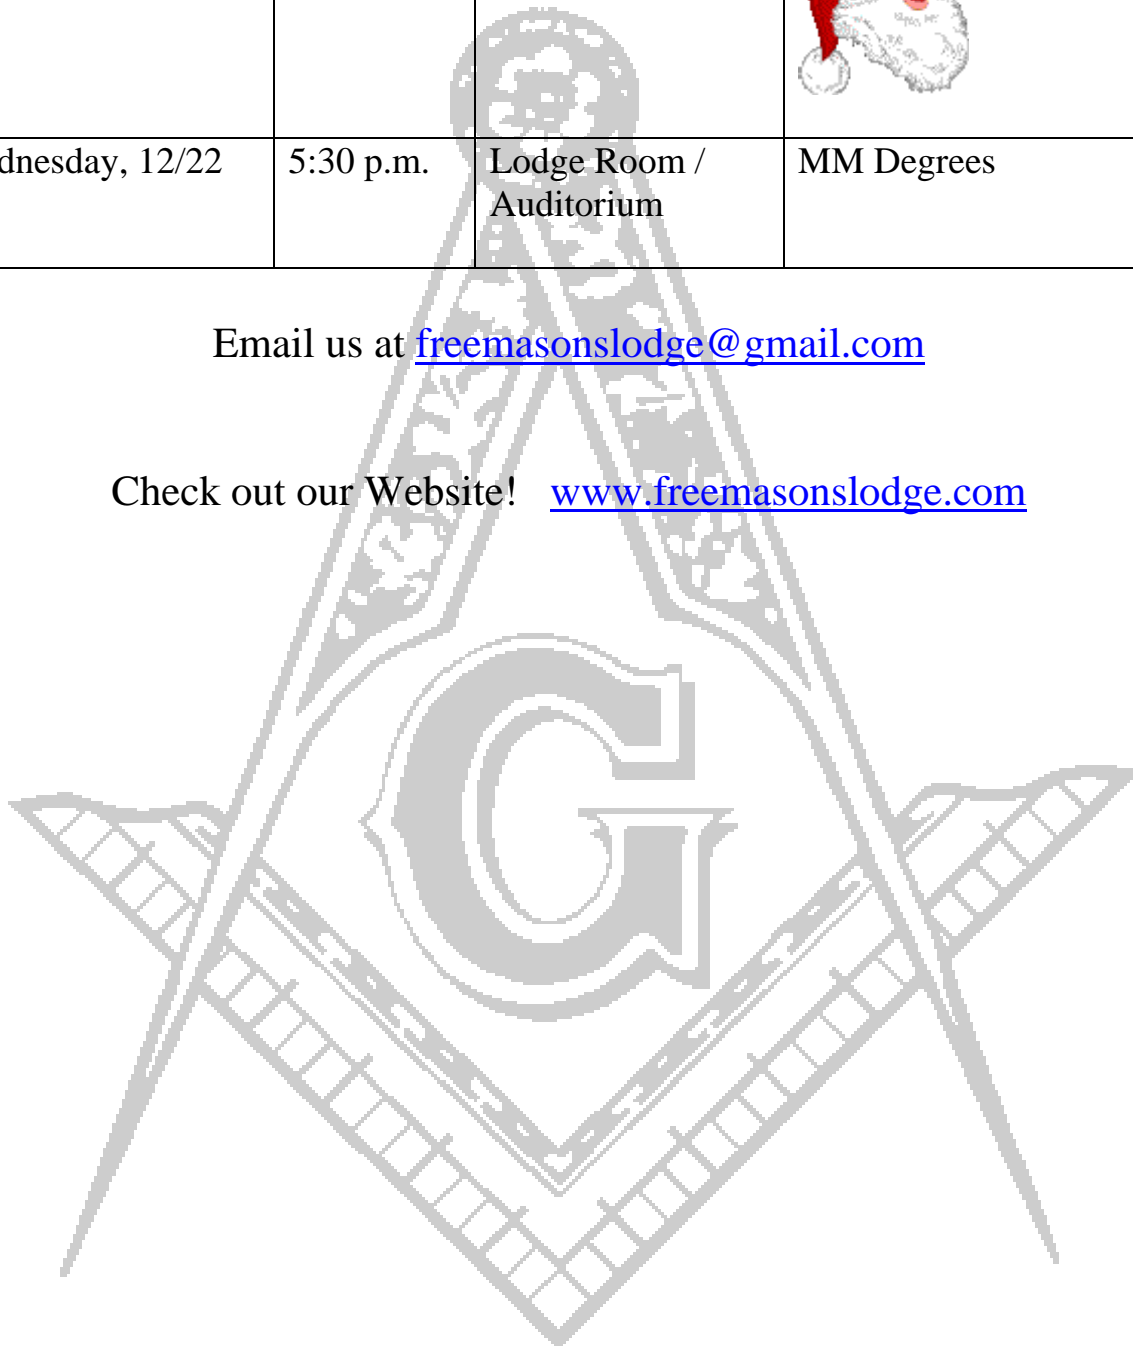 dnesday, 12/22 5:30 p.m. Lodge Room / MM Degrees
Auditorium
Email us at freemasonslodge@gmail.com
Check out our Website! www.freemasonslodge.com
G